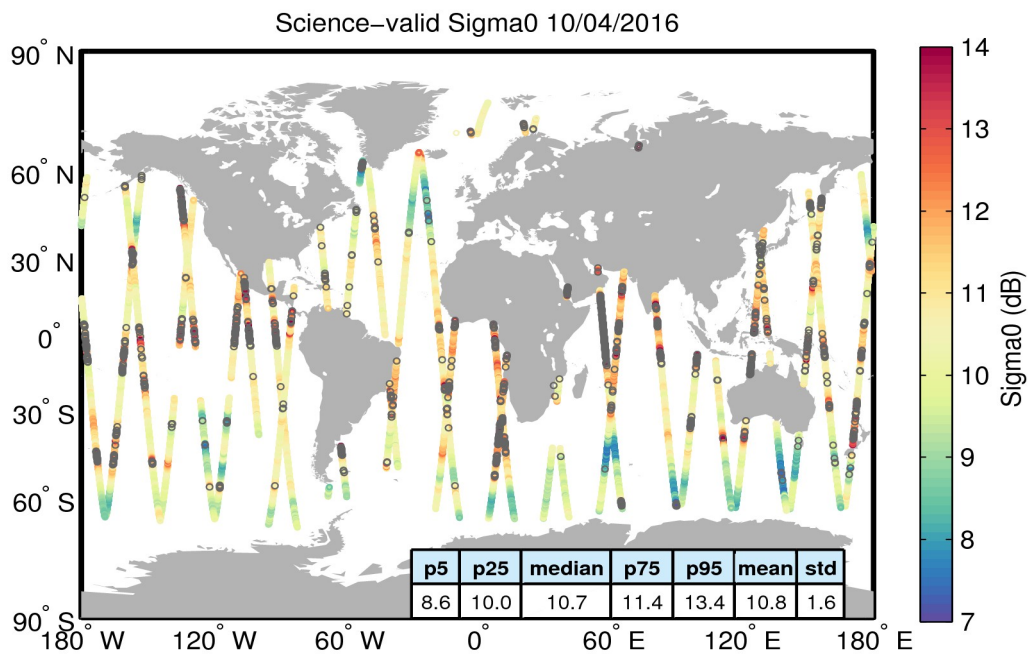 Science−valid Sigma0 10/04/2016
90° N
60° N
30° N
0°
30° S
60° S
90° S
180° W
120° W
60° W
0°
60° E
120° E
180° E
p5 p25 median p75 p95 mean std
8.6 10.0 10.7 11.4 13.4 10.8 1.6
14
13
12
11
10
9
8
7
Sigma0 (dB)